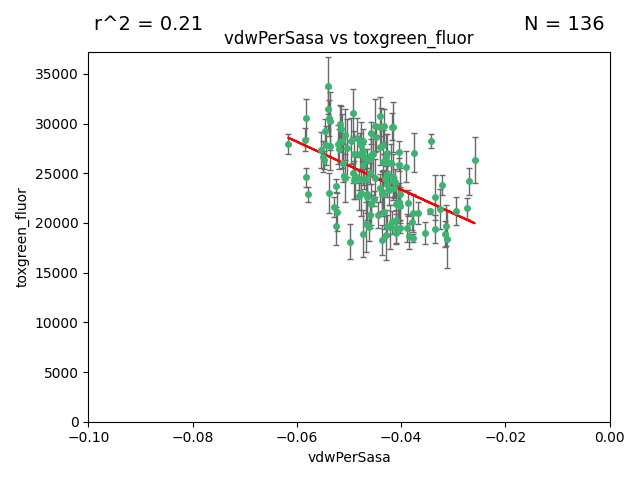 r^2 = 0.21
N = 136
vdwPerSasa vs toxgreen_fluor
35000
30000
25000
20000
15000
10000
5000
0
toxgreen_fluor
−0.10
−0.08
−0.06
−0.04
−0.02
0.00
vdwPerSasa